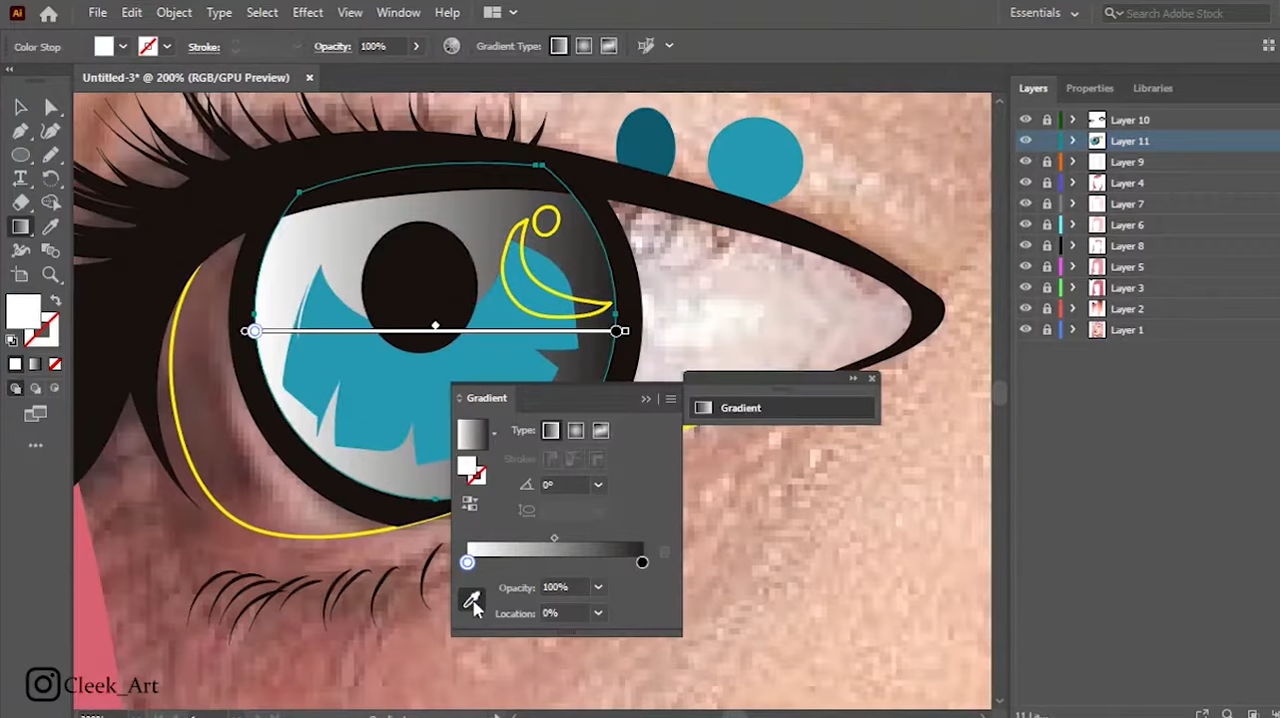 Ai File Edit Object Type Select Effect View Window Help Essentials Search Adobe Stock
Color Stop Stroke: Opacity: 100% Gradient Type:
Untitled-3* @ 200% (RGB/GPU Preview) ×
Layers Properties Libraries
Layer 10
Layer 11
Layer 9
Layer 4
Layer 7
Layer 6
Layer 8
Layer 5
Layer 3
Layer 2
Layer 1
Gradient
Gradient
Type:
Stroke:
0°
Opacity: 100%
Location: 0%
Cleek_Art